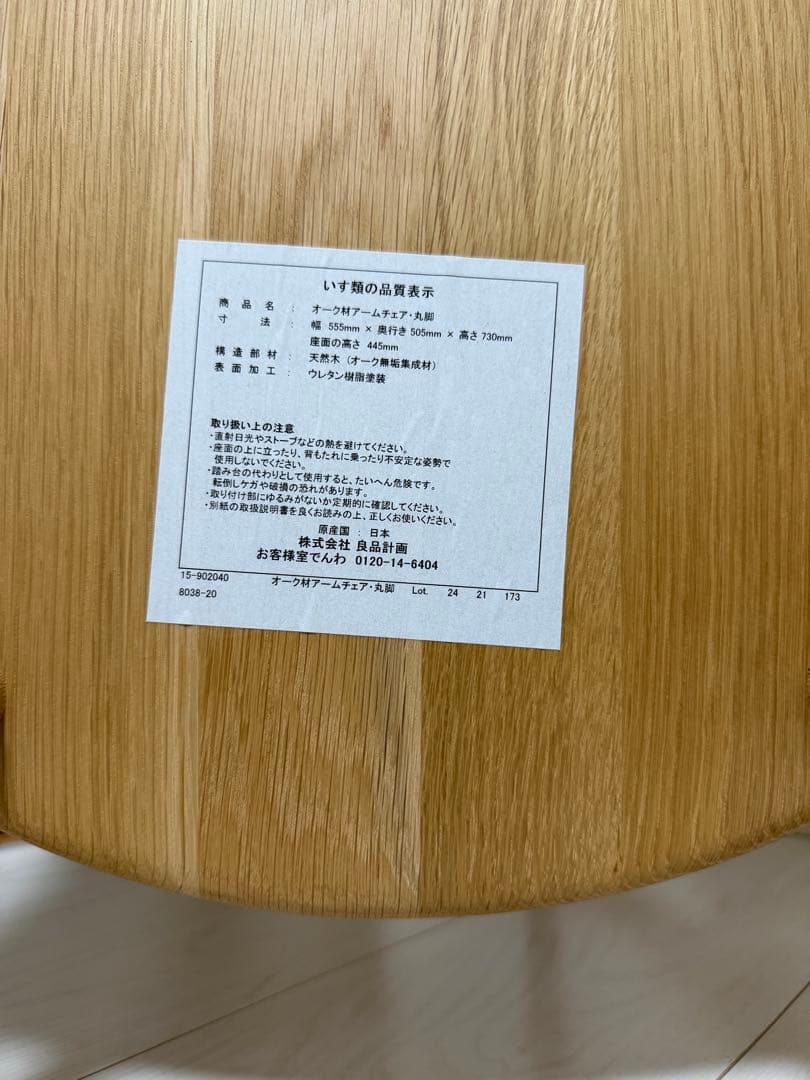 いす類の品質表示
商品名 : オーク材アームチェア・丸脚
寸法 : 幅 555mm × 奥行き 505mm × 高さ 730mm
座面の高さ 445mm
構造部材 : 天然木 (オーク無垢集成材)
表面加工 : ウレタン樹脂塗装
取り扱い上の注意
・直射日光やストーブなどの熱を避けてください。
・座面の上に立ったり、背もたれに乗ったり不安定な姿勢で
使用しないでください。
・踏み台の代わりとして使用すると、たいへん危険です。
転倒しケガや破損の恐れがあります。
・取り付け部にゆるみがないか定期的に確認してください。
・別紙の取扱説明書を良くお読みの上、正しくお使いください。
原産国 : 日本
株式会社 良品計画
お客様室でんわ 0120-14-6404
15-902040 オーク材アームチェア・丸脚 Lot. 24 21 173
8038-20